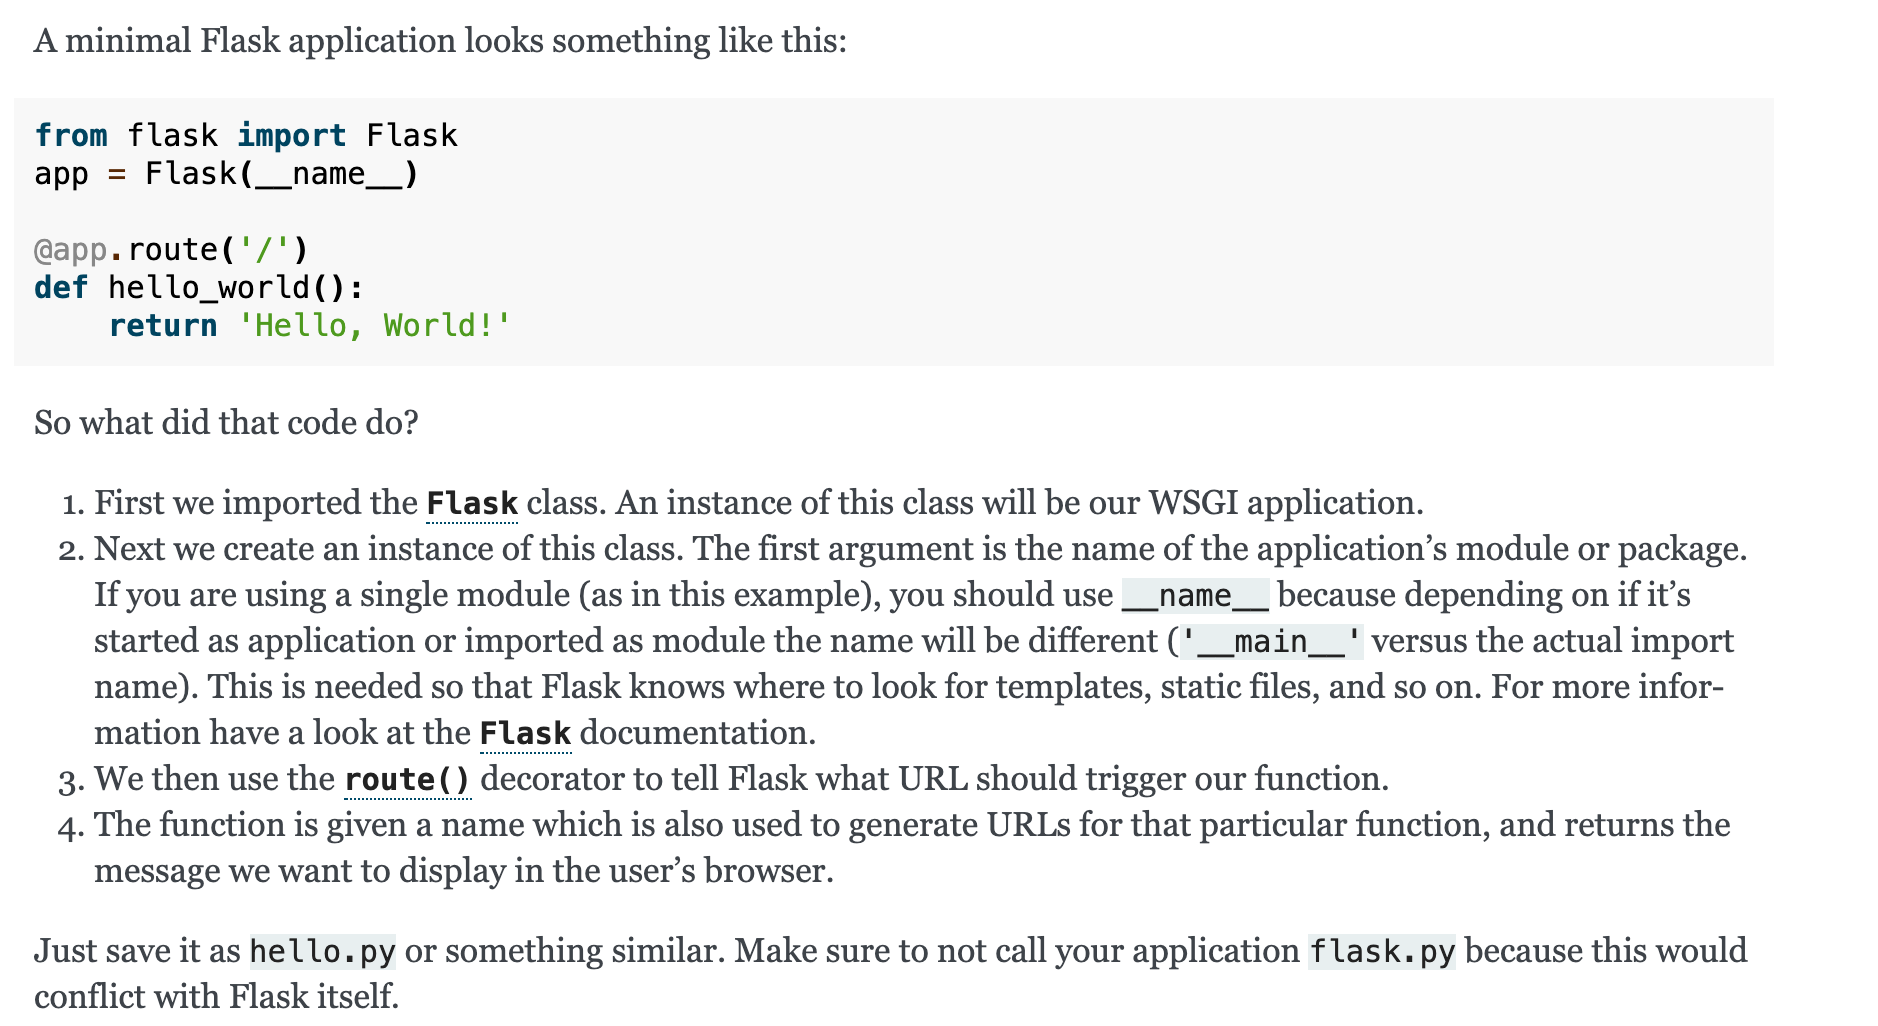 A minimal Flask application looks something like this:
from flask import Flask
app = Flask(__name__)
@app.route('/')
def hello_world():
    return 'Hello, World!'
So what did that code do?
1. First we imported the Flask class. An instance of this class will be our WSGI application.
2. Next we create an instance of this class. The first argument is the name of the application’s module or package.
If you are using a single module (as in this example), you should use __name__ because depending on if it’s
started as application or imported as module the name will be different ('__main__' versus the actual import
name). This is needed so that Flask knows where to look for templates, static files, and so on. For more infor-
mation have a look at the Flask documentation.
3. We then use the route() decorator to tell Flask what URL should trigger our function.
4. The function is given a name which is also used to generate URLs for that particular function, and returns the
message we want to display in the user’s browser.
Just save it as hello.py or something similar. Make sure to not call your application flask.py because this would
conflict with Flask itself.